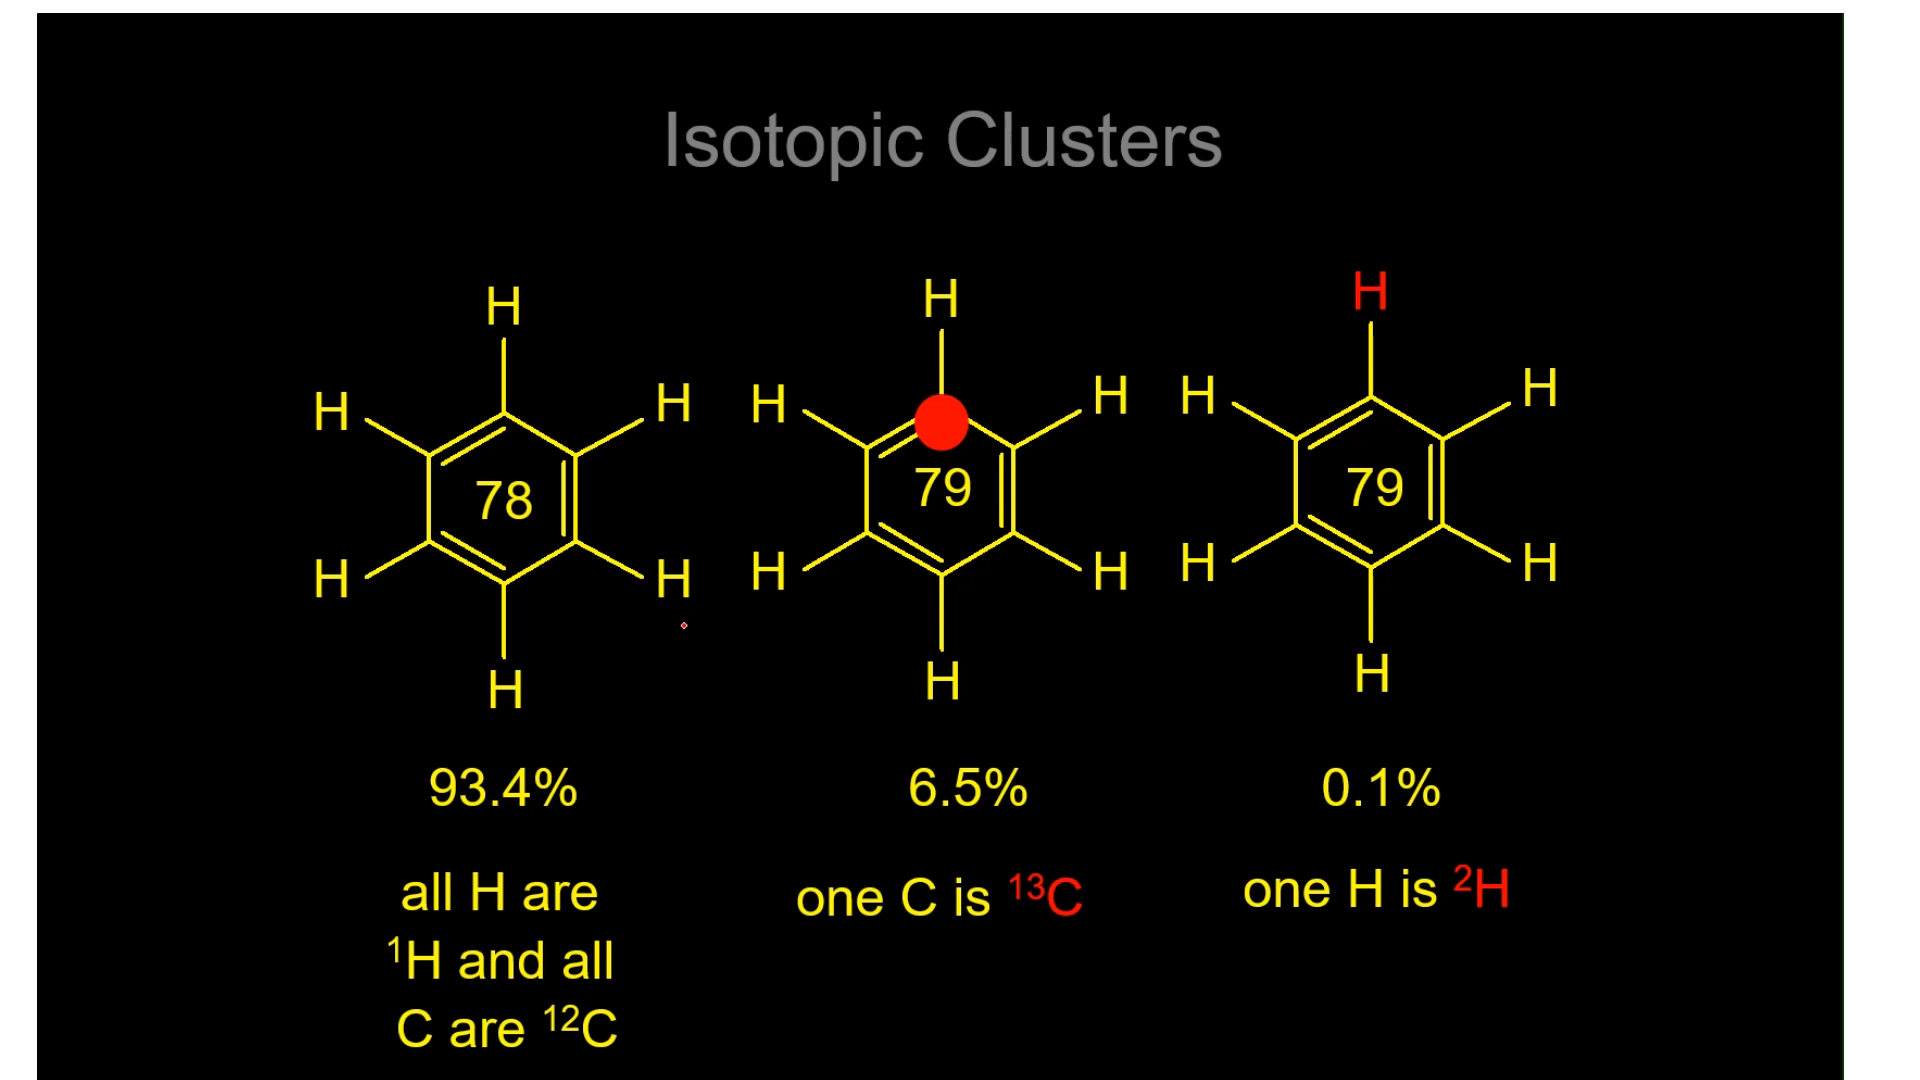 Isotopic Clusters
H
H
H
H
H
H
78
H
H
H
H
H
H
79
H
H
H
H
H
H
79
93.4%
6.5%
0.1%
all H are
¹H and all
C are ¹²C
one C is ¹³C
one H is ²H